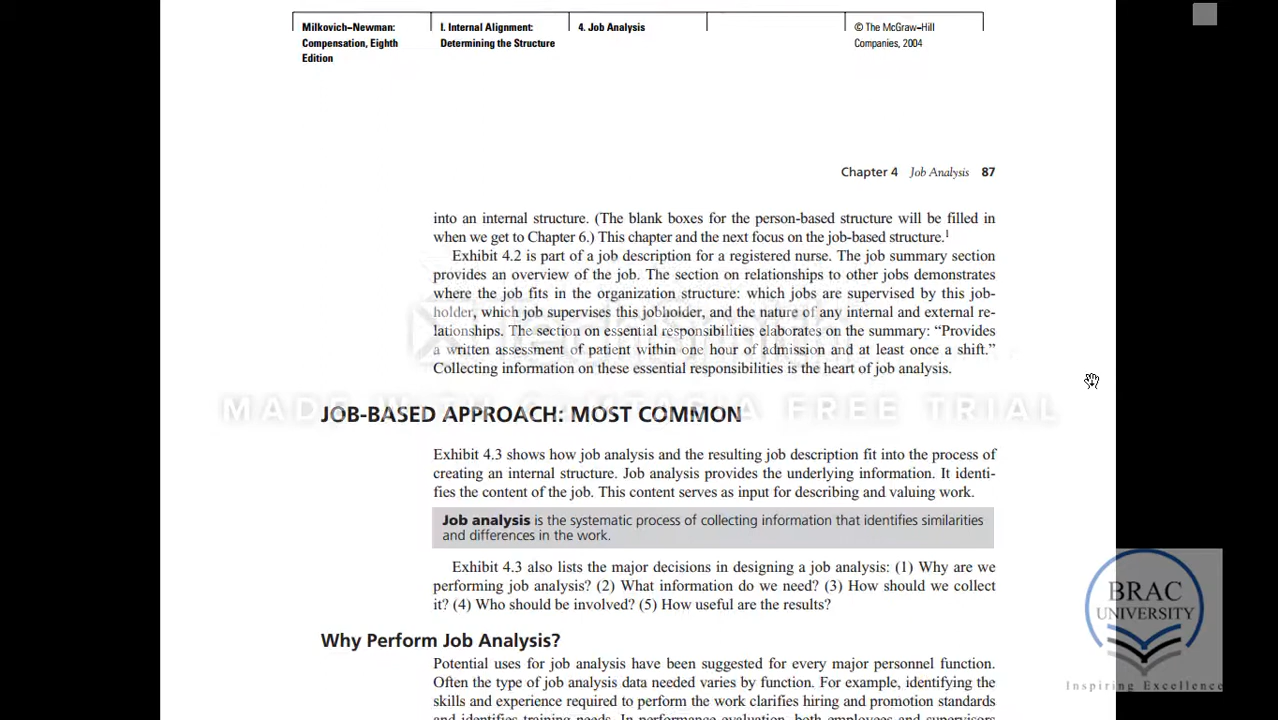 Milkovich–Newman: Compensation, Eighth Edition
I. Internal Alignment: Determining the Structure
4. Job Analysis
© The McGraw–Hill Companies, 2004
Chapter 4 Job Analysis 87
into an internal structure. (The blank boxes for the person-based structure will be filled in
when we get to Chapter 6.) This chapter and the next focus on the job-based structure.1
Exhibit 4.2 is part of a job description for a registered nurse. The job summary section
provides an overview of the job. The section on relationships to other jobs demonstrates
where the job fits in the organization structure: which jobs are supervised by this job-
holder, which job supervises this jobholder, and the nature of any internal and external re-
lationships. The section on essential responsibilities elaborates on the summary: “Provides
a written assessment of patient within one hour of admission and at least once a shift.”
Collecting information on these essential responsibilities is the heart of job analysis.
TechSmith
MADE WITH CAMTASIA FREE TRIAL
JOB-BASED APPROACH: MOST COMMON
Exhibit 4.3 shows how job analysis and the resulting job description fit into the process of
creating an internal structure. Job analysis provides the underlying information. It identi-
fies the content of the job. This content serves as input for describing and valuing work.
Job analysis is the systematic process of collecting information that identifies similarities
and differences in the work.
Exhibit 4.3 also lists the major decisions in designing a job analysis: (1) Why are we
performing job analysis? (2) What information do we need? (3) How should we collect
it? (4) Who should be involved? (5) How useful are the results?
Why Perform Job Analysis?
Potential uses for job analysis have been suggested for every major personnel function.
Often the type of job analysis data needed varies by function. For example, identifying the
skills and experience required to perform the work clarifies hiring and promotion standards
and identifies training needs. In performance evaluation, both employees and supervisors
BRAC
UNIVERSITY
Inspiring Excellence